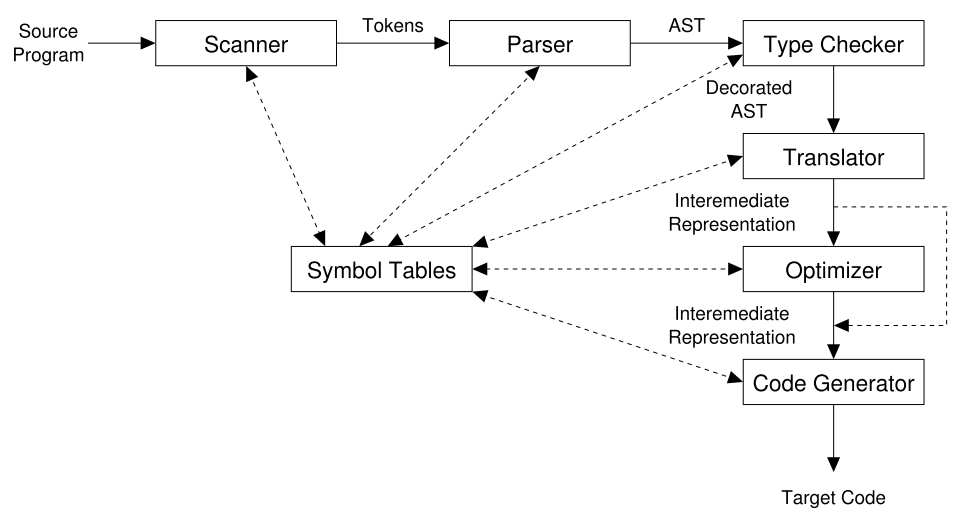 Source
Program
Scanner
Tokens
Parser
AST
Type Checker
Decorated
AST
Translator
Interemediate
Representation
Symbol Tables
Optimizer
Interemediate
Representation
Code Generator
Target Code